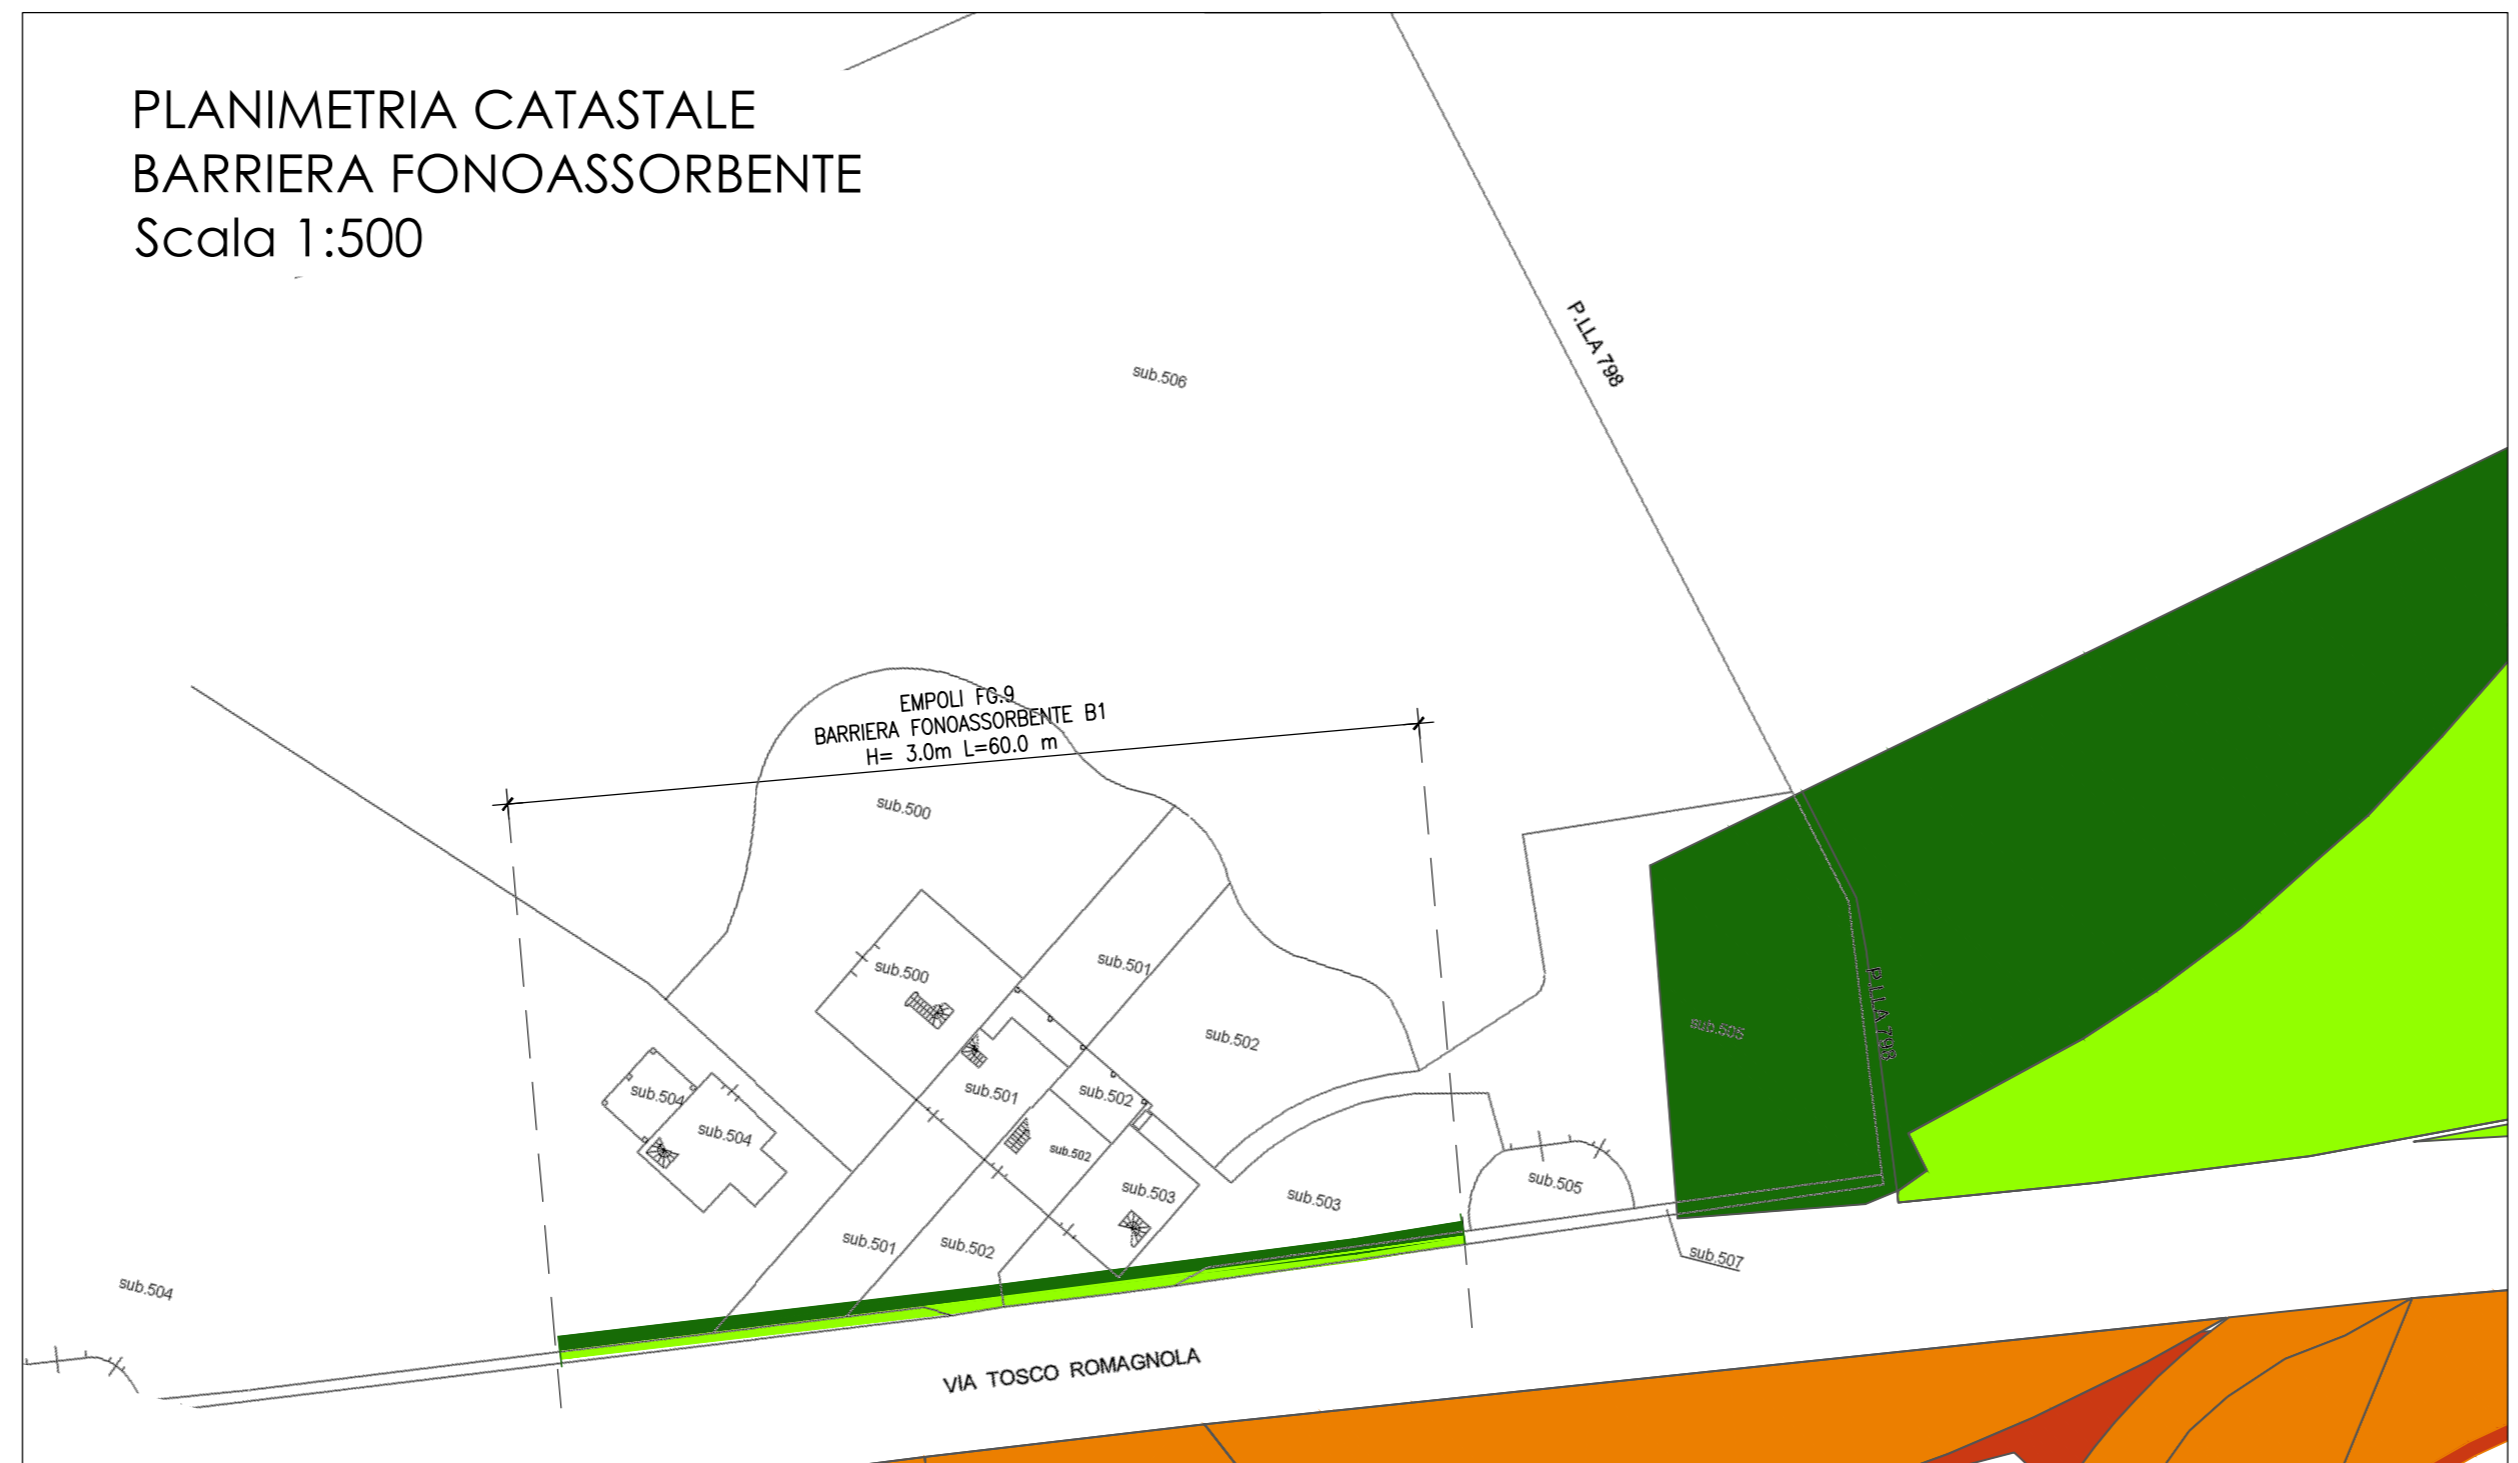 PLANIMETRIA CATASTALE
BARRIERA FONOASSORBENTE
Scala 1:500
P.LLA 798
sub.506
EMPOLI FG.9
BARRIERA FONOASSORBENTE B1
H= 3.0m L=60.0 m
sub.500
sub.500
sub.501
sub.502
sub.505
P.LLA 798
sub.504
sub.501
sub.502
sub.504
sub.502
sub.503
sub.503
sub.505
sub.501
sub.502
sub.507
sub.504
VIA TOSCO ROMAGNOLA